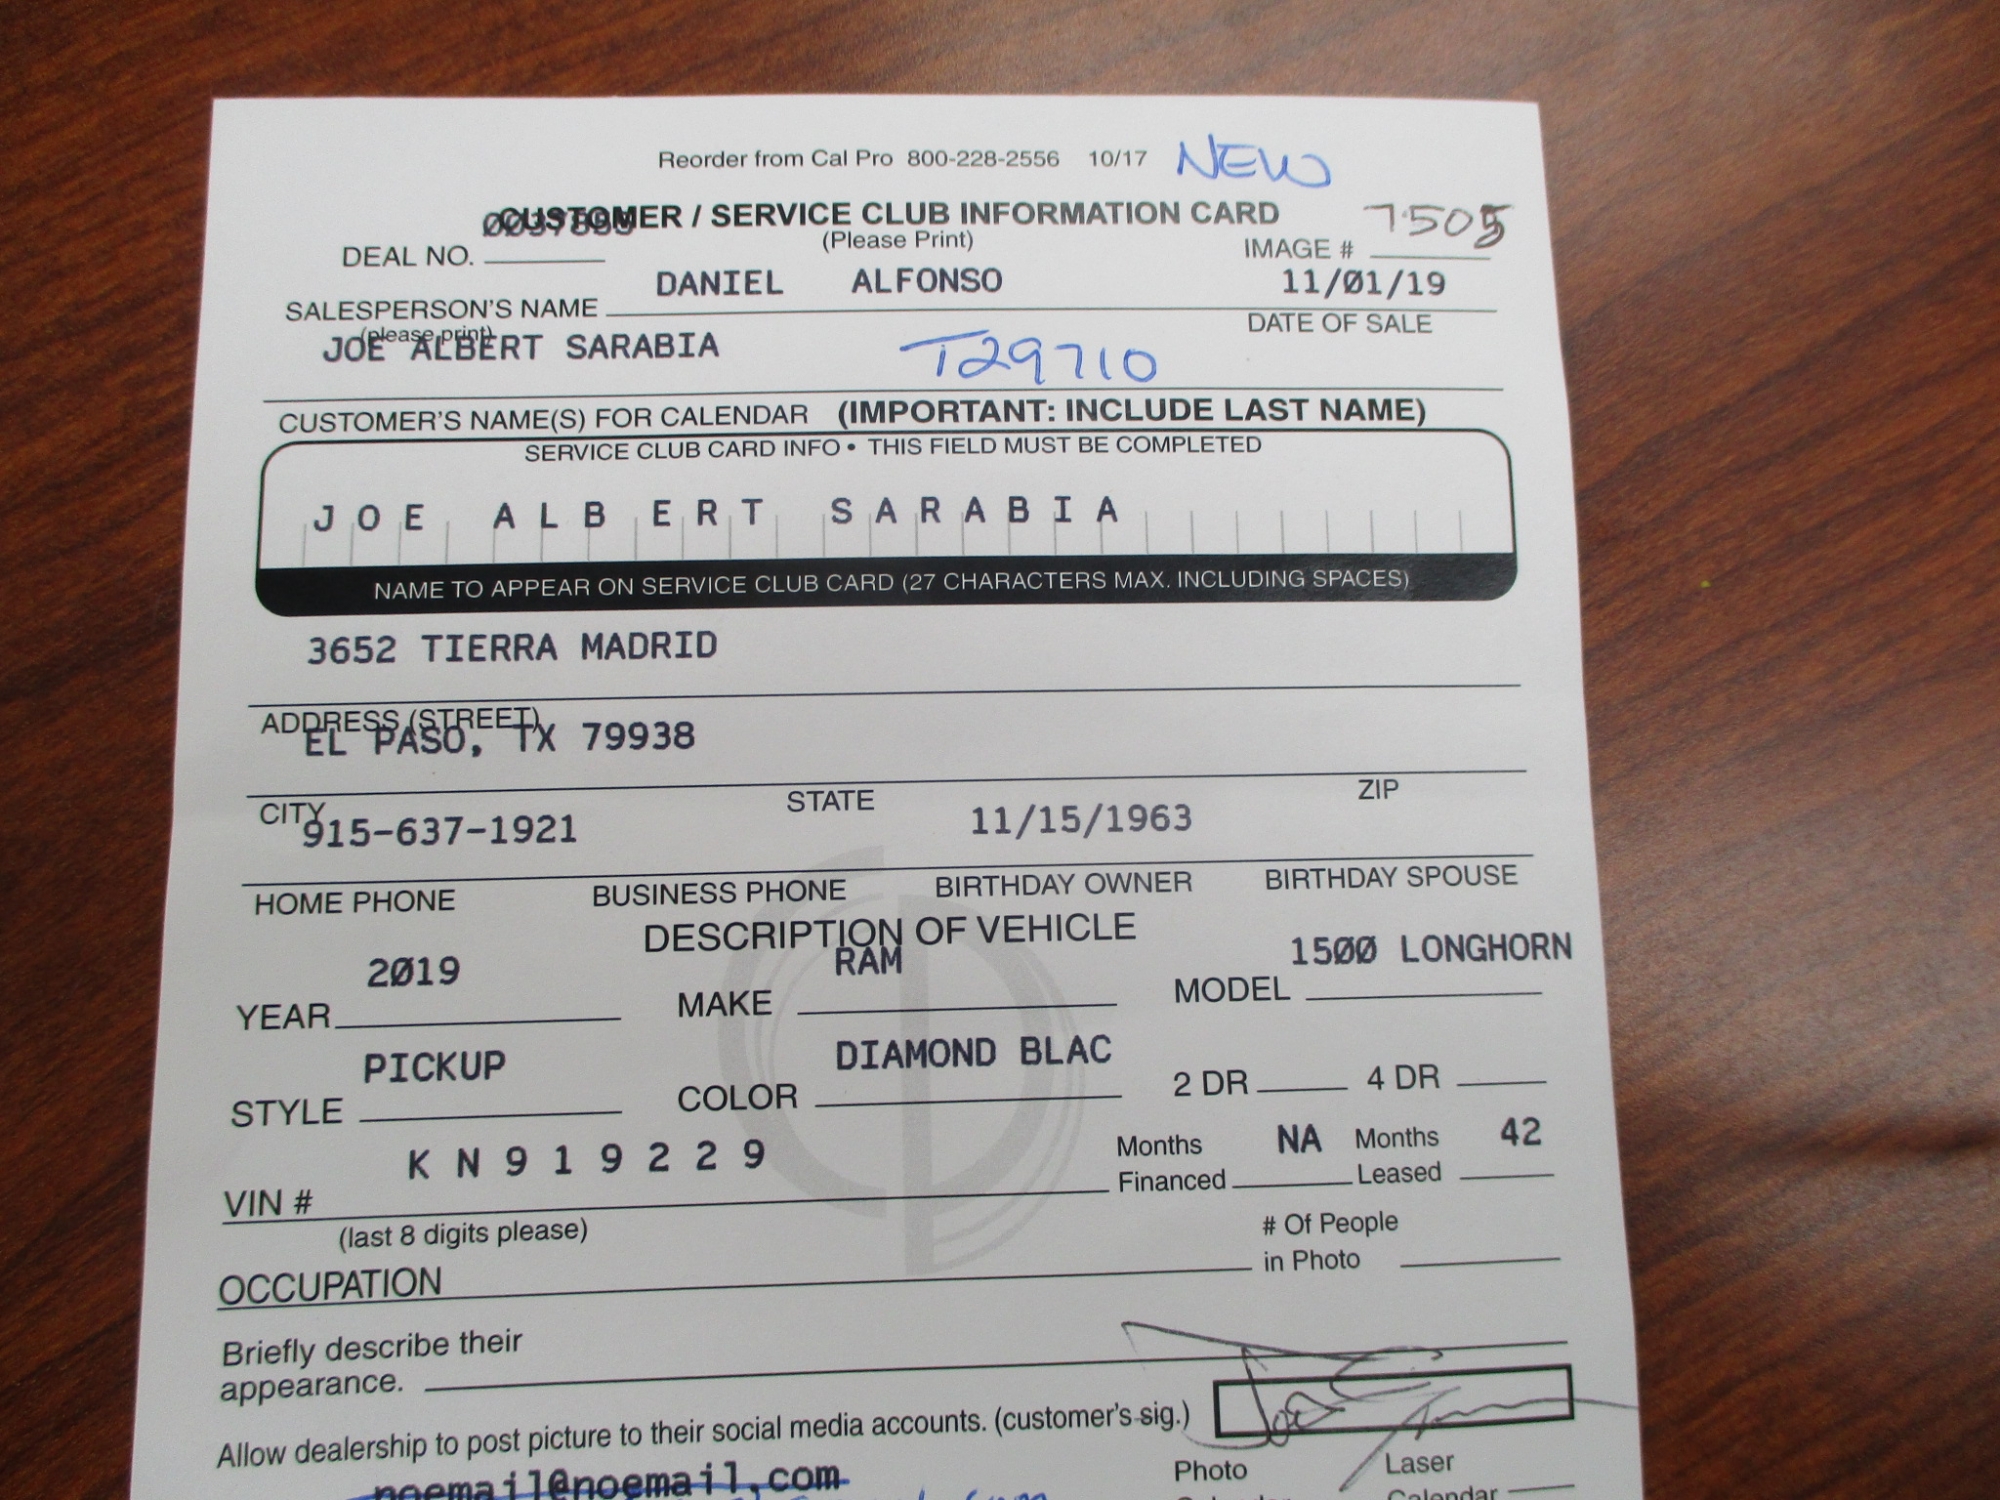 Reorder from Cal Pro 800-228-2556 10/17 NEW
CUSTOMER / SERVICE CLUB INFORMATION CARD
(Please Print)
DEAL NO. IMAGE # 7505
DANIEL ALFONSO 11/01/19
SALESPERSON'S NAME DATE OF SALE
(please print)
JOE ALBERT SARABIA T29710
CUSTOMER'S NAME(S) FOR CALENDAR (IMPORTANT: INCLUDE LAST NAME)
SERVICE CLUB CARD INFO • THIS FIELD MUST BE COMPLETED
JOE ALBERT SARABIA
NAME TO APPEAR ON SERVICE CLUB CARD (27 CHARACTERS MAX. INCLUDING SPACES)
3652 TIERRA MADRID
ADDRESS (STREET)
EL PASO, TX 79938
CITY STATE ZIP
915-637-1921 11/15/1963
HOME PHONE BUSINESS PHONE BIRTHDAY OWNER BIRTHDAY SPOUSE
DESCRIPTION OF VEHICLE
YEAR 2019 MAKE RAM MODEL 1500 LONGHORN
STYLE PICKUP COLOR DIAMOND BLAC 2 DR 4 DR
VIN # KN919229 Months Financed NA Months Leased 42
(last 8 digits please)
OCCUPATION # Of People in Photo
Briefly describe their
appearance.
Allow dealership to post picture to their social media accounts. (customer's sig.)
noemail@noemail.com
Photo Laser
Calendar